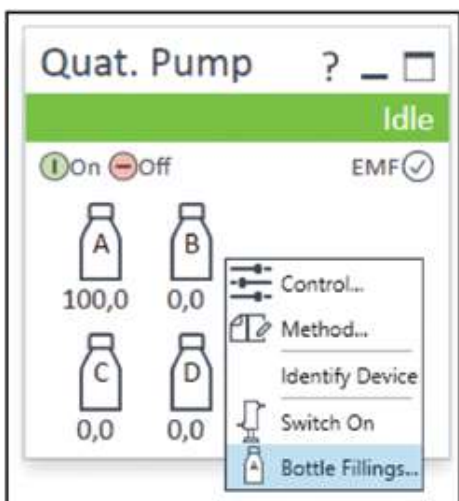 Quat. Pump ?
Idle
On Off EMF
A B
100,0 0,0
Control...
Method...
Identify Device
C D
0,0 0,0
Switch On
A Bottle Fillings...